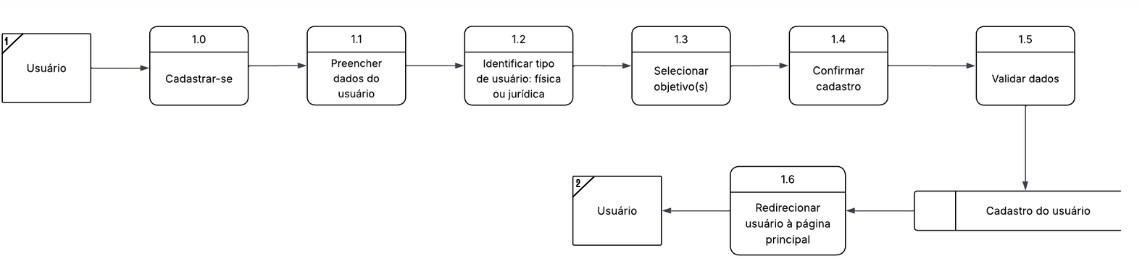 1
Usuário
1.0
Cadastrar-se
1.1
Preencher
dados do
usuário
1.2
Identificar tipo
de usuário: física
ou jurídica
1.3
Selecionar
objetivo(s)
1.4
Confirmar
cadastro
1.5
Validar dados
2
Usuário
1.6
Redirecionar
usuário à página
principal
Cadastro do usuário